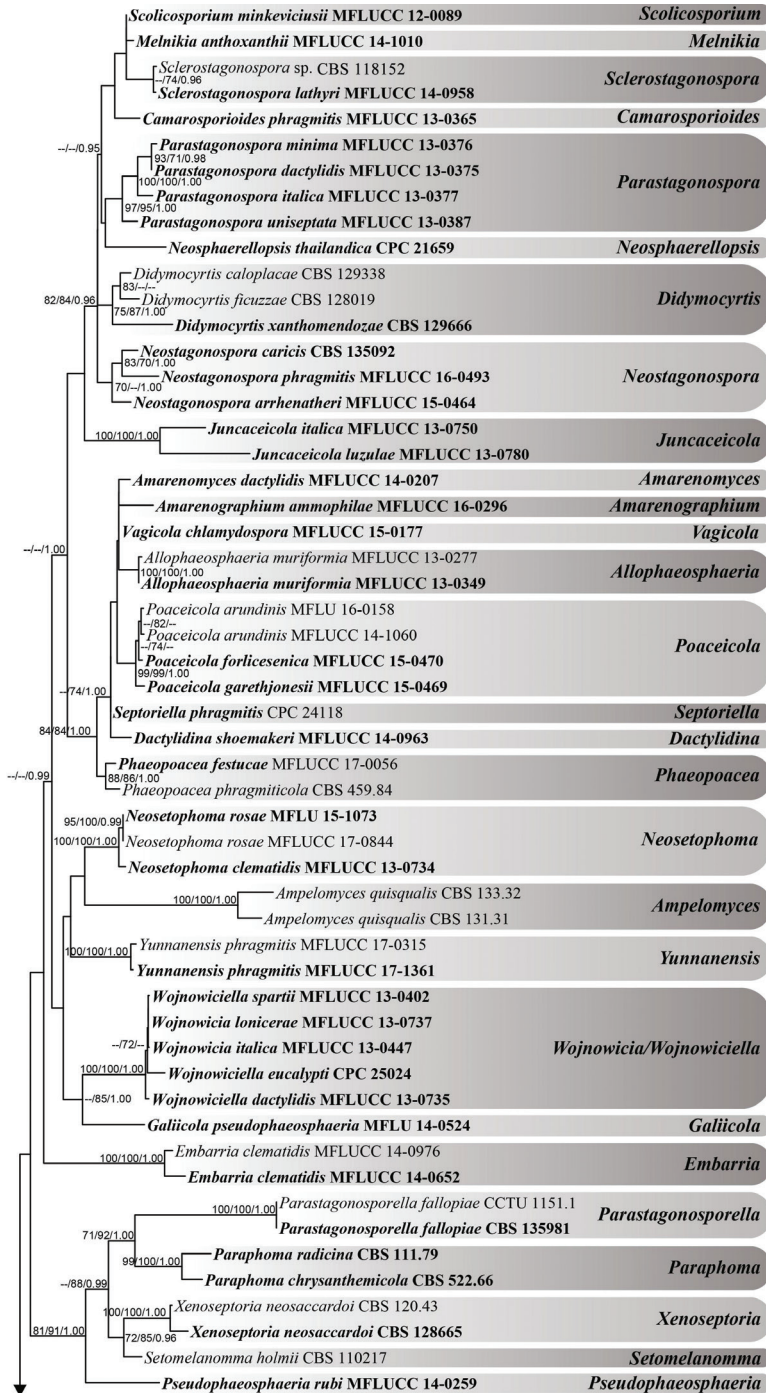 Scolicosporium minkeviciusii MFLUCC 12-0089 Scolicosporium
Melnikia anthoxanthii MFLUCC 14-1010 Melnikia
Sclerostagonospora sp. CBS 118152
--/74/0.96 Sclerostagonospora
Sclerostagonospora lathyri MFLUCC 14-0958
Camarosporioides phragmitis MFLUCC 13-0365 Camarosporioides
--/--/0.95
Parastagonospora minima MFLUCC 13-0376
93/71/0.98
Parastagonospora dactylidis MFLUCC 13-0375
100/100/1.00 Parastagonospora
Parastagonospora italica MFLUCC 13-0377
97/95/1.00
Parastagonospora uniseptata MFLUCC 13-0387
Neosphaerellopsis thailandica CPC 21659 Neosphaerellopsis
Didymocyrtis caloplacae CBS 129338
83/--/--
82/84/0.96 Didymocyrtis ficuzzae CBS 128019 Didymocyrtis
75/87/1.00
Didymocyrtis xanthomendozae CBS 129666
Neostagonospora caricis CBS 135092
83/70/1.00
Neostagonospora phragmitis MFLUCC 16-0493 Neostagonospora
70/--/1.00
Neostagonospora arrhenatheri MFLUCC 15-0464
Juncaceicola italica MFLUCC 13-0750
100/100/1.00 Juncaceicola
Juncaceicola luzulae MFLUCC 13-0780
Amarenomyces dactylidis MFLUCC 14-0207 Amarenomyces
Amarenographium ammophilae MFLUCC 16-0296 Amarenographium
Vagicola chlamydospora MFLUCC 15-0177 Vagicola
--/--/1.00
Allophaeosphaeria muriformia MFLUCC 13-0277
100/100/1.00 Allophaeosphaeria
Allophaeosphaeria muriformia MFLUCC 13-0349
Poaceicola arundinis MFLU 16-0158
--/82/--
Poaceicola arundinis MFLUCC 14-1060
--/74/-- Poaceicola
Poaceicola forlicesenica MFLUCC 15-0470
99/99/1.00
Poaceicola garethjonesii MFLUCC 15-0469
--/74/1.00
Septoriella phragmitis CPC 24118 Septoriella
84/84/1.00
Dactylidina shoemakeri MFLUCC 14-0963 Dactylidina
Phaeopoacea festucae MFLUCC 17-0056
88/86/1.00 Phaeopoacea
--/--/0.99
Phaeopoacea phragmiticola CBS 459.84
Neosetophoma rosae MFLU 15-1073
95/100/0.99
Neosetophoma rosae MFLUCC 17-0844 Neosetophoma
100/100/1.00
Neosetophoma clematidis MFLUCC 13-0734
Ampelomyces quisqualis CBS 133.32
100/100/1.00 Ampelomyces
Ampelomyces quisqualis CBS 131.31
Yunnanensis phragmitis MFLUCC 17-0315
100/100/1.00 Yunnanensis
Yunnanensis phragmitis MFLUCC 17-1361
Wojnowiciella spartii MFLUCC 13-0402
Wojnowicia lonicerae MFLUCC 13-0737
--/72/-- Wojnowicia italica MFLUCC 13-0447 Wojnowicia/Wojnowiciella
100/100/1.00
Wojnowiciella eucalypti CPC 25024
--/85/1.00 Wojnowiciella dactylidis MFLUCC 13-0735
Galiicola pseudophaeosphaeria MFLU 14-0524 Galiicola
Embarria clematidis MFLUCC 14-0976
100/100/1.00 Embarria
Embarria clematidis MFLUCC 14-0652
Parastagonosporella fallopiae CCTU 1151.1
100/100/1.00 Parastagonosporella
Parastagonosporella fallopiae CBS 135981
71/92/1.00
Paraphoma radicina CBS 111.79
99/100/1.00 Paraphoma
Paraphoma chrysanthemicola CBS 522.66
--/88/0.99
Xenoseptoria neosaccardoi CBS 120.43
100/100/1.00 Xenoseptoria
Xenoseptoria neosaccardoi CBS 128665
81/91/1.00 72/85/0.96
Setomelanomma holmii CBS 110217 Setomelanomma
Pseudophaeosphaeria rubi MFLUCC 14-0259 Pseudophaeosphaeria